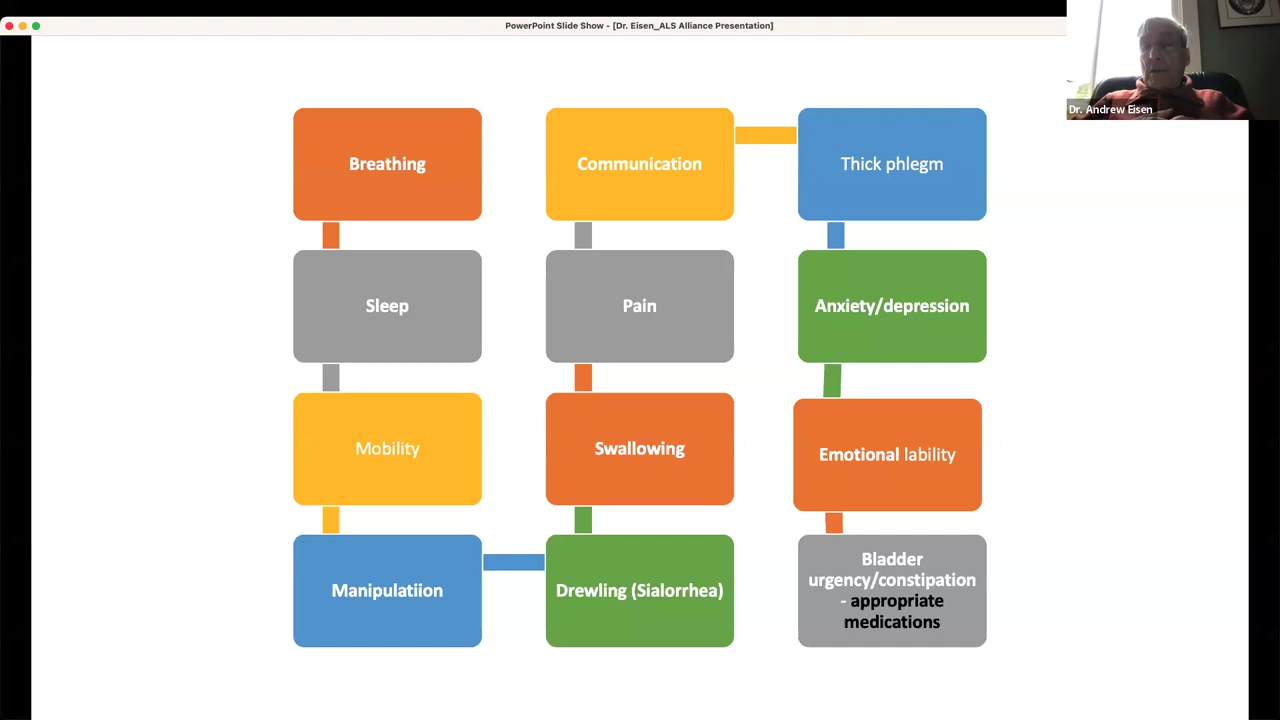 PowerPoint Slide Show - [Dr. Eisen_ALS Alliance Presentation]
Dr. Andrew Eisen
Breathing
Sleep
Mobility
Manipulatiion
Drewling (Sialorrhea)
Swallowing
Pain
Communication
Thick phlegm
Anxiety/depression
Emotional lability
Bladder
urgency/constipation
- appropriate
medications